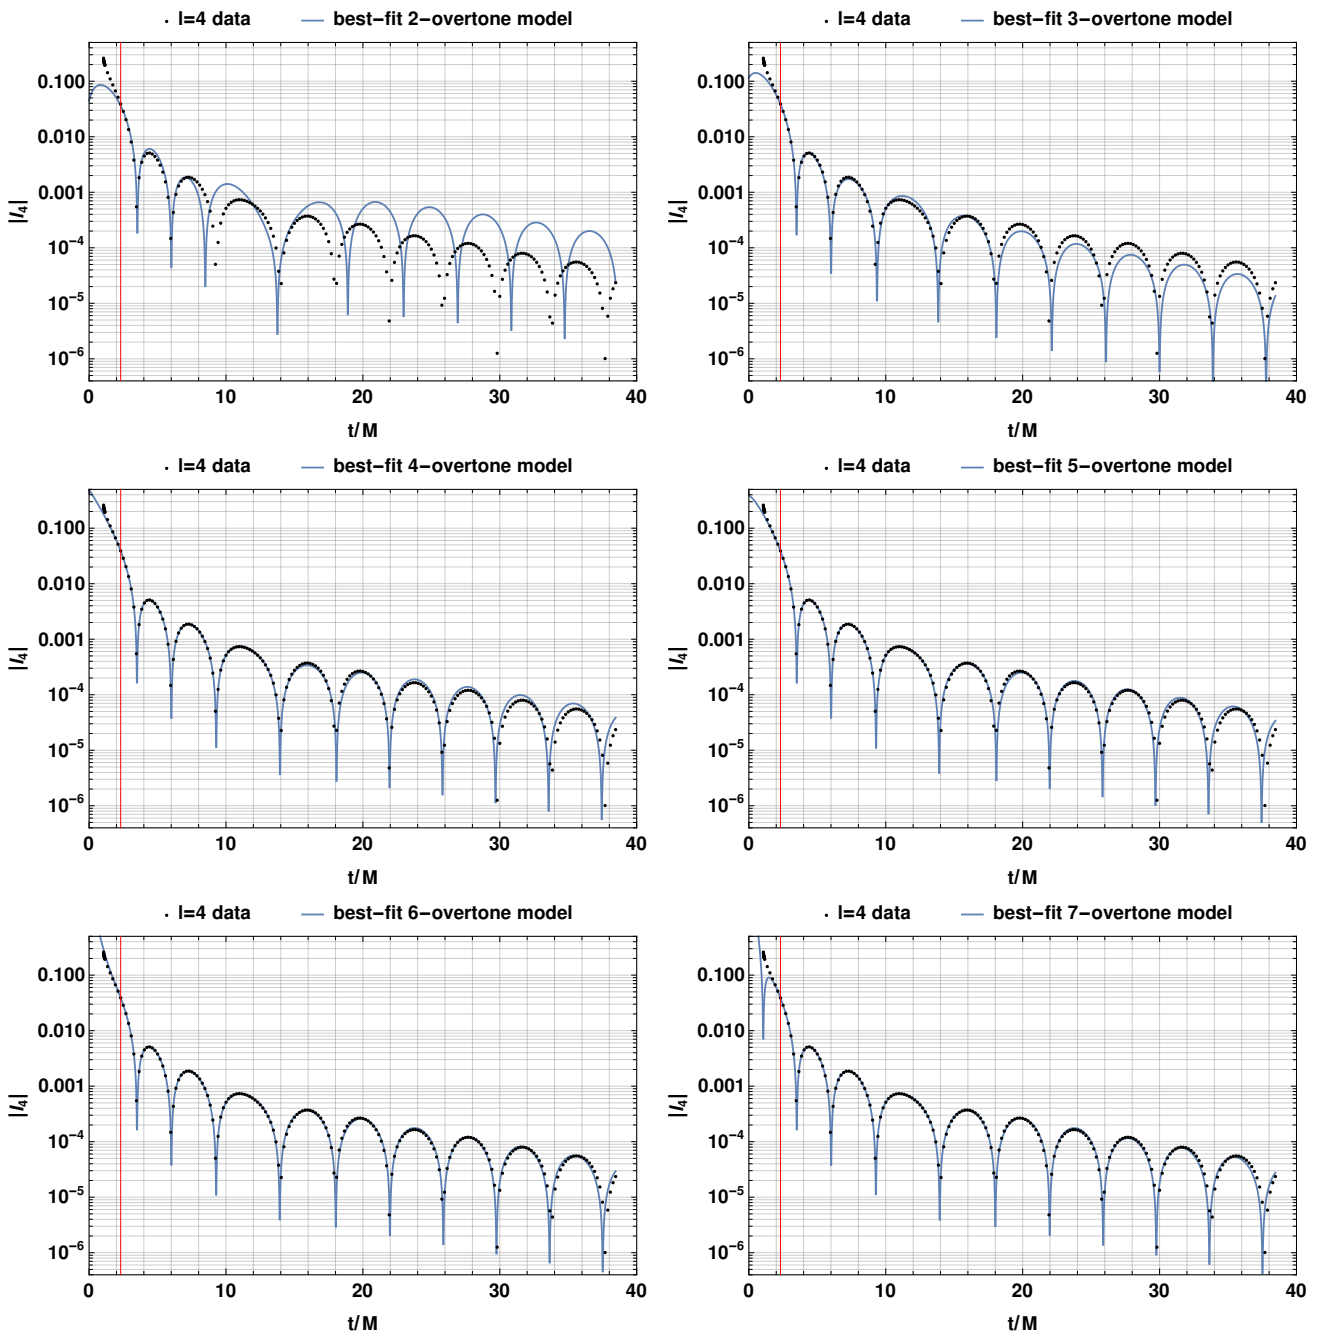 l=4 data best-fit 2-overtone model
0.100
0.010
0.001
10⁻⁴
10⁻⁵
10⁻⁶
|I₄|
0 10 20 30 40
t/M
l=4 data best-fit 3-overtone model
0.100
0.010
0.001
10⁻⁴
10⁻⁵
10⁻⁶
|I₄|
0 10 20 30 40
t/M
l=4 data best-fit 4-overtone model
0.100
0.010
0.001
10⁻⁴
10⁻⁵
10⁻⁶
|I₄|
0 10 20 30 40
t/M
l=4 data best-fit 5-overtone model
0.100
0.010
0.001
10⁻⁴
10⁻⁵
10⁻⁶
|I₄|
0 10 20 30 40
t/M
l=4 data best-fit 6-overtone model
0.100
0.010
0.001
10⁻⁴
10⁻⁵
10⁻⁶
|I₄|
0 10 20 30 40
t/M
l=4 data best-fit 7-overtone model
0.100
0.010
0.001
10⁻⁴
10⁻⁵
10⁻⁶
|I₄|
0 10 20 30 40
t/M